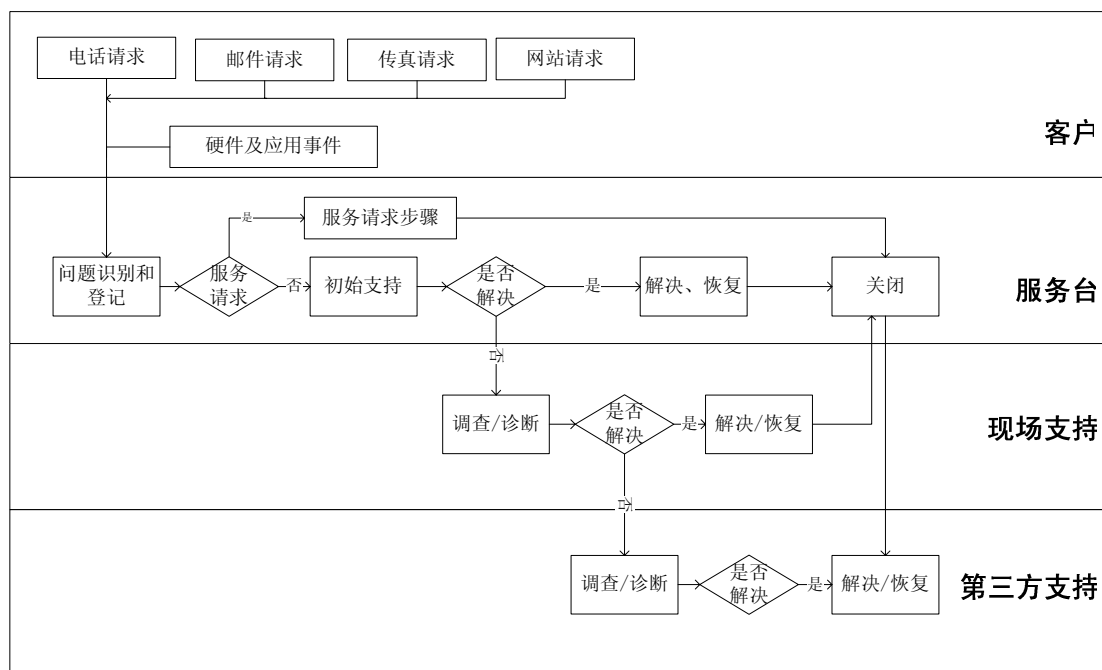 电话请求
邮件请求
传真请求
网站请求
硬件及应用事件
客户
是
服务请求步骤
问题识别和
登记
服务
请求
否
初始支持
是否
解决
是
解决、恢复
关闭
服务台
否
调查/诊断
是否
解决
是
解决/恢复
现场支持
否
调查/诊断
是否
解决
是
解决/恢复
第三方支持